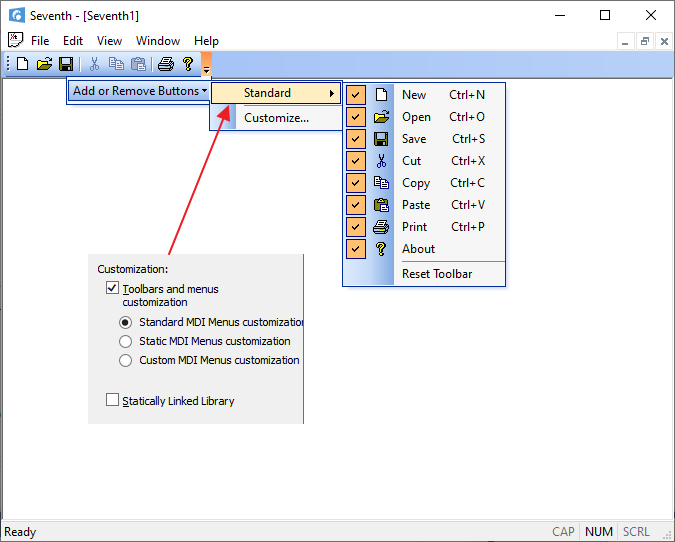 Seventh - [Seventh1]
File Edit View Window Help
Add or Remove Buttons
Standard
Customize...
New Ctrl+N
Open Ctrl+O
Save Ctrl+S
Cut Ctrl+X
Copy Ctrl+C
Paste Ctrl+V
Print Ctrl+P
About
Reset Toolbar
Customization:
Toolbars and menus
customization
Standard MDI Menus customization
Static MDI Menus customization
Custom MDI Menus customization
Statically Linked Library
Ready CAP NUM SCRL